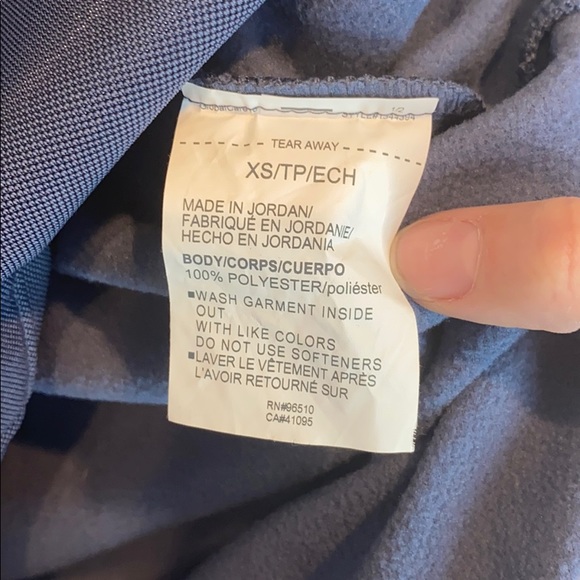 TEAR AWAY
XS/TP/ECH
MADE IN JORDAN/
FABRIQUÉ EN JORDANIE/
HECHO EN JORDANIA
BODY/CORPS/CUERPO
100% POLYESTER/poliéster
▪WASH GARMENT INSIDE
OUT
WITH LIKE COLORS
DO NOT USE SOFTENERS
▪LAVER LE VÊTEMENT APRÈS
L'AVOIR RETOURNÉ SUR
RN#96510
CA#41095